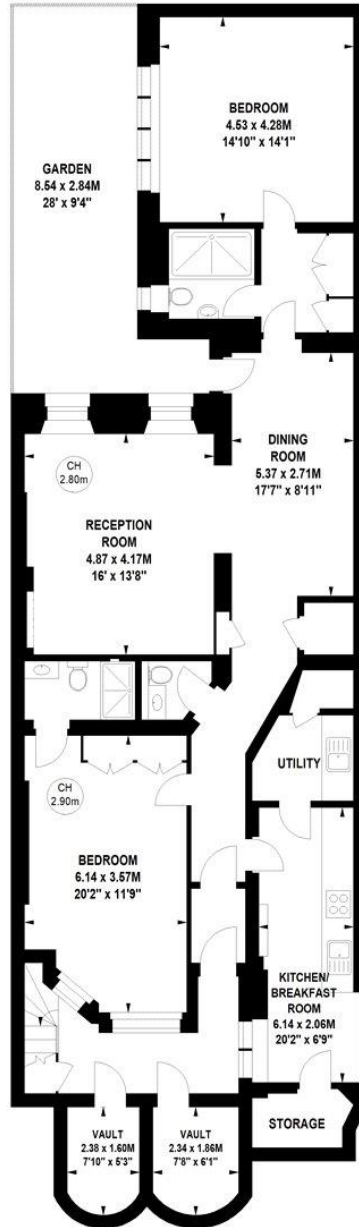 BEDROOM
4.53 x 4.28M
14'10" x 14'1"
GARDEN
8.54 x 2.84M
28' x 9'4"
DINING
ROOM
5.37 x 2.71M
17'7" x 8'11"
CH
2.80m
RECEPTION
ROOM
4.87 x 4.17M
16' x 13'8"
UTILITY
CH
2.90m
BEDROOM
6.14 x 3.57M
20'2" x 11'9"
KITCHEN/
BREAKFAST
ROOM
6.14 x 2.06M
20'2" x 6'9"
STORAGE
VAULT
2.38 x 1.60M
7'10" x 5'3"
VAULT
2.34 x 1.86M
7'8" x 6'1"